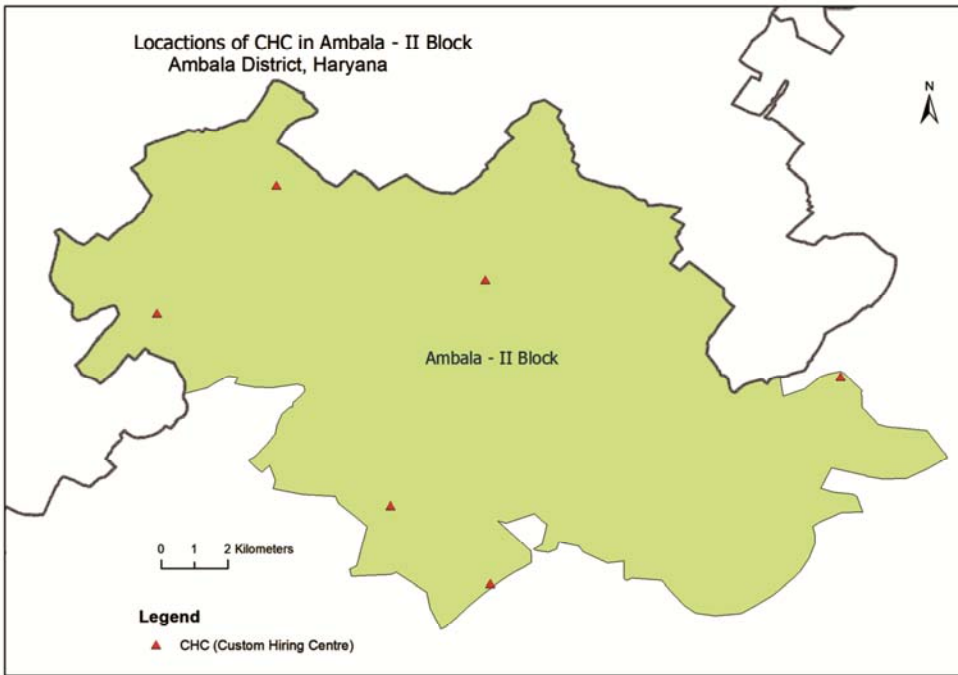 Locactions of CHC in Ambala - II Block
Ambala District, Haryana
N
Ambala - II Block
0 1 2 Kilometers
Legend
CHC (Custom Hiring Centre)